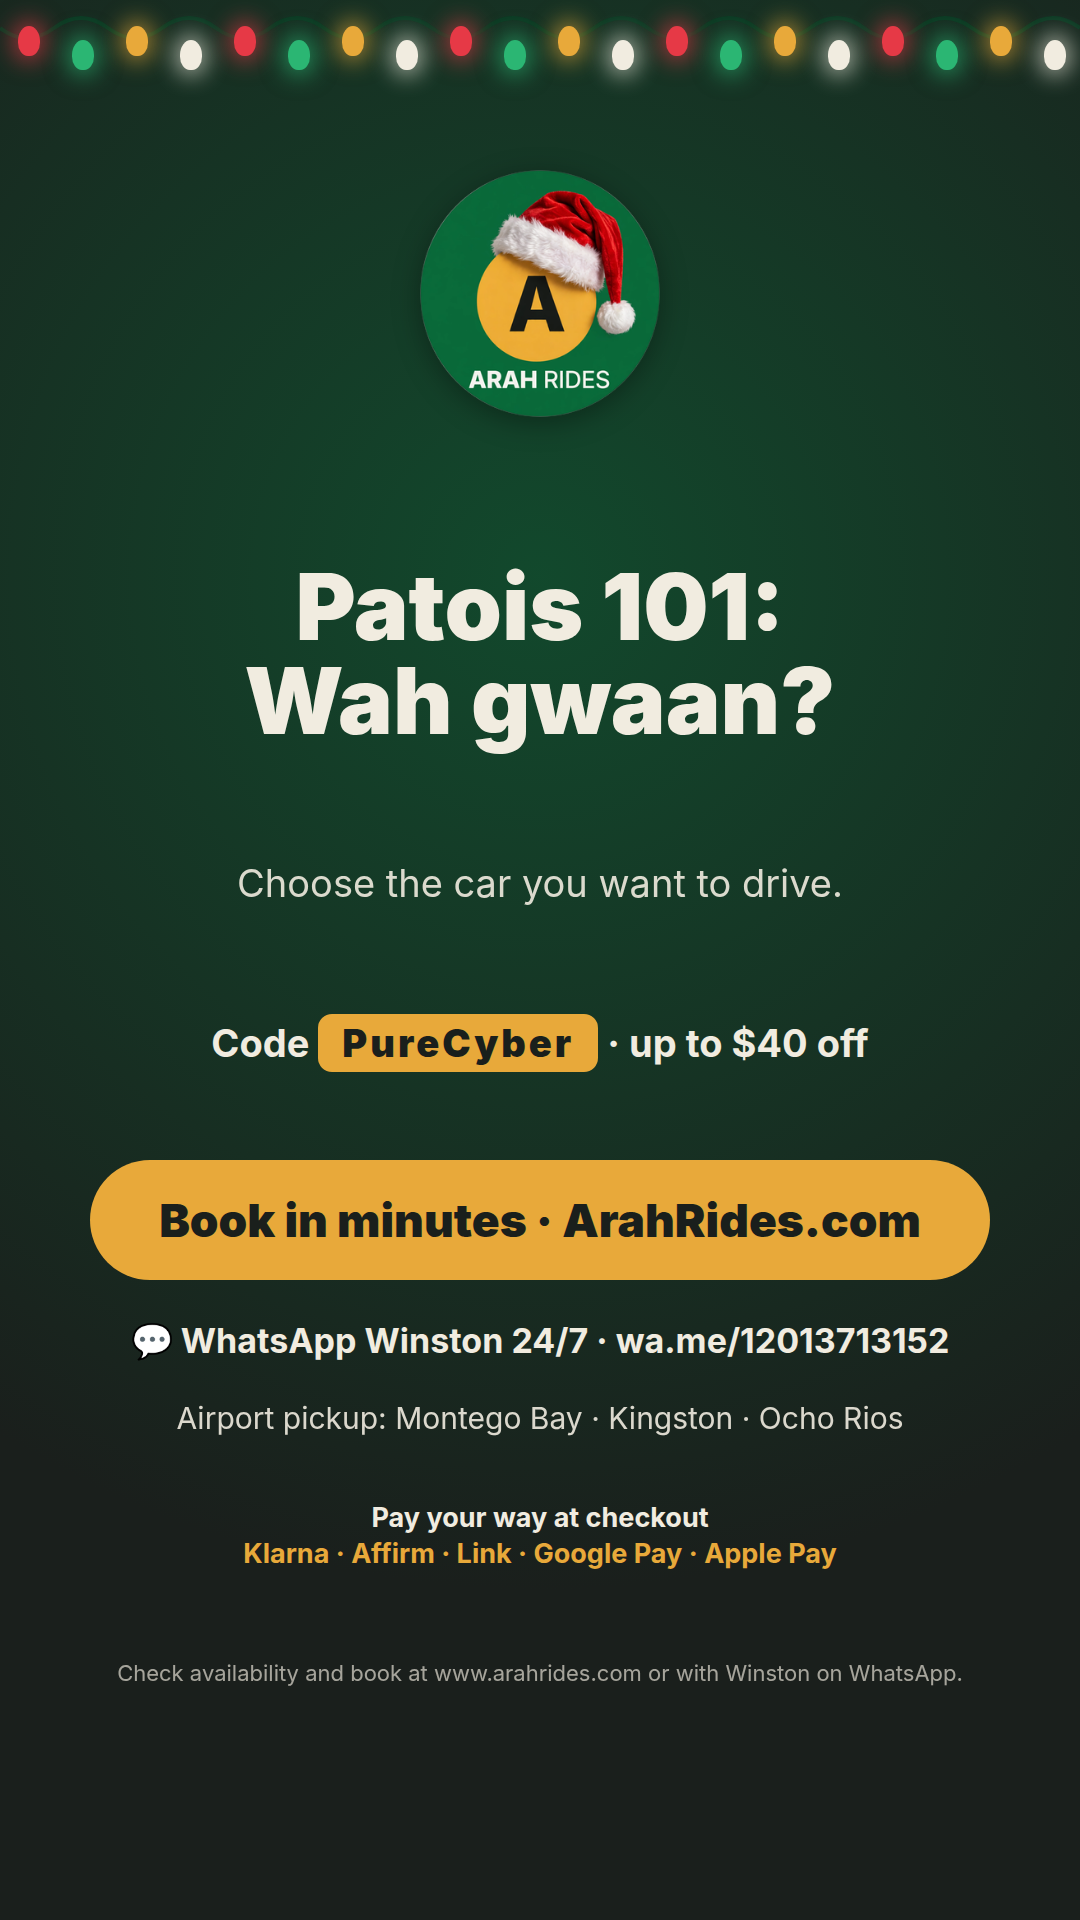 A
ARAH RIDES
Patois 101:
Wah gwaan?
Choose the car you want to drive.
Code PureCyber · up to $40 off
Book in minutes · ArahRides.com
💬 WhatsApp Winston 24/7 · wa.me/12013713152
Airport pickup: Montego Bay · Kingston · Ocho Rios
Pay your way at checkout
Klarna · Affirm · Link · Google Pay · Apple Pay
Check availability and book at www.arahrides.com or with Winston on WhatsApp.